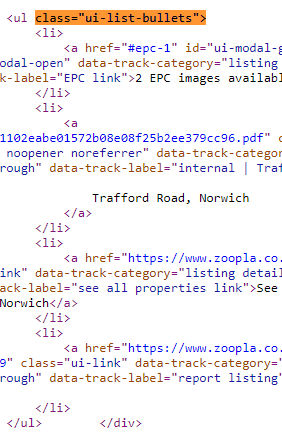 <ul class="ui-list-bullets">
<li>
<a href="#epc-1" id="ui-modal-g
odal-open" data-track-category="listing
k-label="EPC link">2 EPC images availabl
</li>
<li>
<a
1102eabe01572b08e08f25b2ee379cc96.pdf" c
noopener noreferrer" data-track-categor
rough" data-track-label="internal | Traf
Trafford Road, Norwich
</a>
</li>
<li>
<a href="https://www.zoopla.co.
ink" data-track-category="listing detail
ack-label="see all properties link">See
Norwich</a>
</li>
<li>
<a href="https://www.zoopla.co.
9" class="ui-link" data-track-category="
rough" data-track-label="report listing"
</li>
</ul> </div>